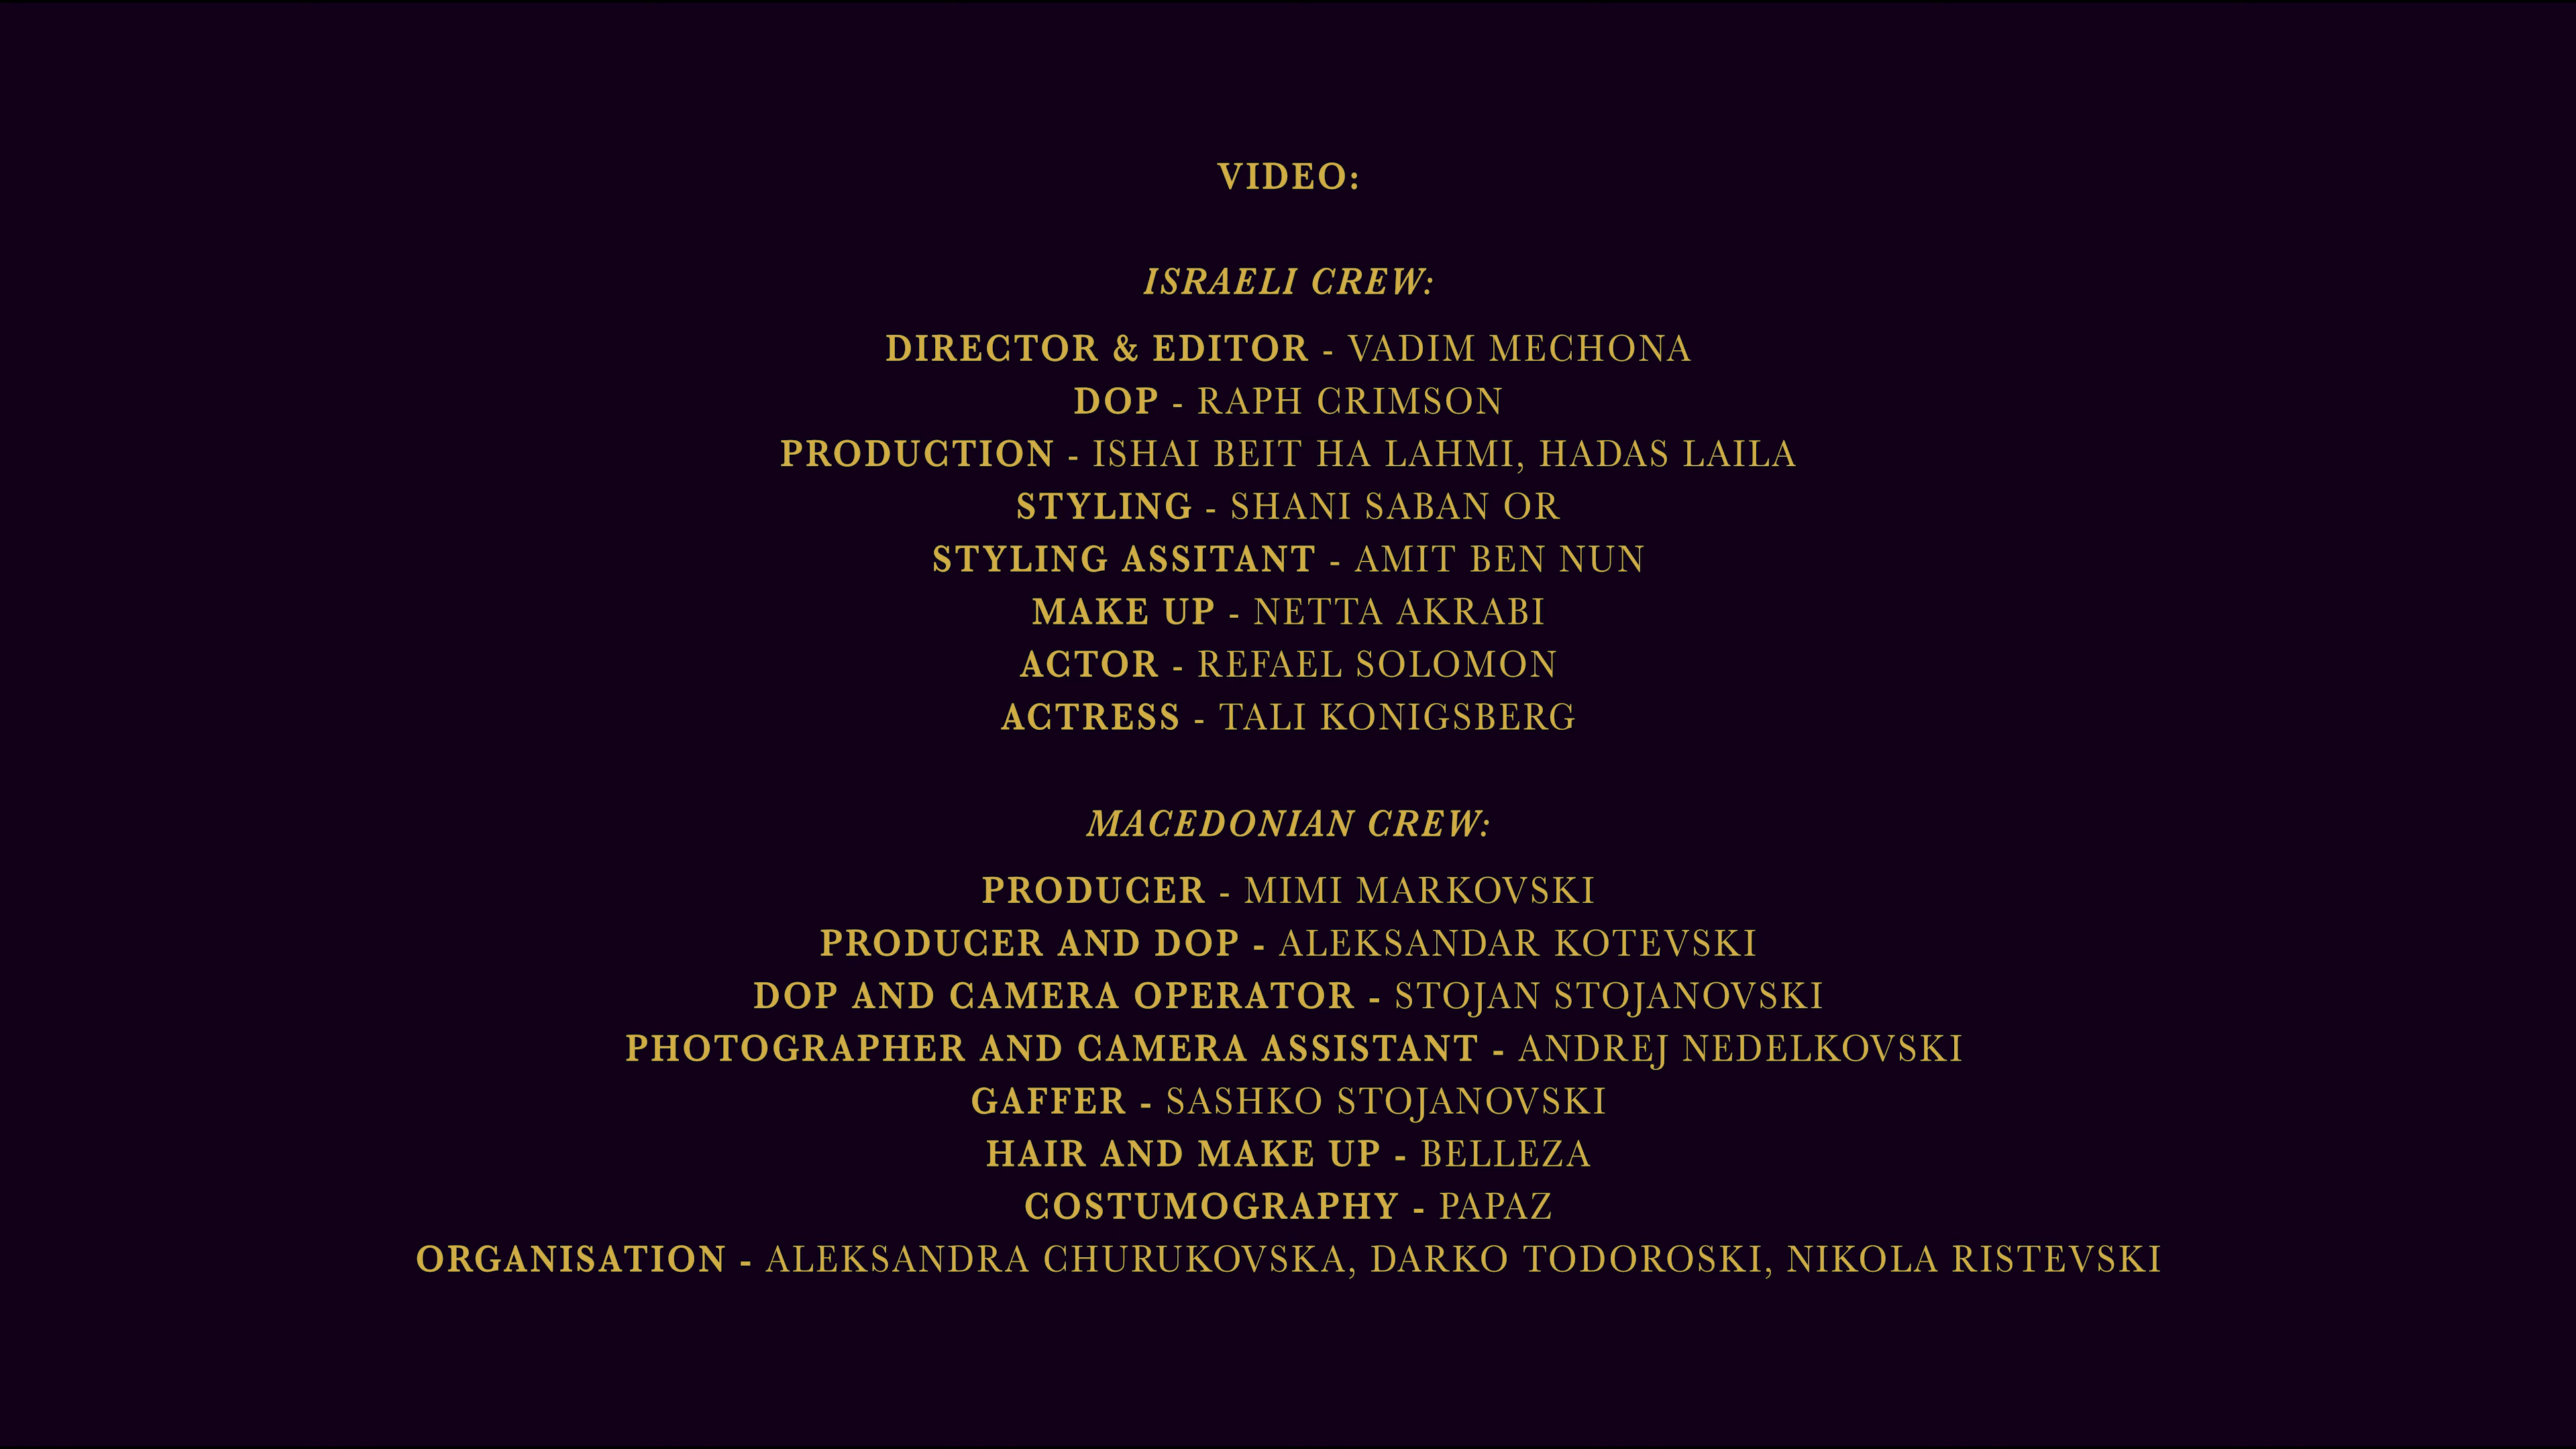 VIDEO:
ISRAELI CREW:
DIRECTOR & EDITOR - VADIM MECHONA
DOP - RAPH CRIMSON
PRODUCTION - ISHAI BEIT HA LAHMI, HADAS LAILA
STYLING - SHANI SABAN OR
STYLING ASSITANT - AMIT BEN NUN
MAKE UP - NETTA AKRABI
ACTOR - REFAEL SOLOMON
ACTRESS - TALI KONIGSBERG
MACEDONIAN CREW:
PRODUCER - MIMI MARKOVSKI
PRODUCER AND DOP - ALEKSANDAR KOTEVSKI
DOP AND CAMERA OPERATOR - STOJAN STOJANOVSKI
PHOTOGRAPHER AND CAMERA ASSISTANT - ANDREJ NEDELKOVSKI
GAFFER - SASHKO STOJANOVSKI
HAIR AND MAKE UP - BELLEZA
COSTUMOGRAPHY - PAPAZ
ORGANISATION - ALEKSANDRA CHURUKOVSKA, DARKO TODOROSKI, NIKOLA RISTEVSKI